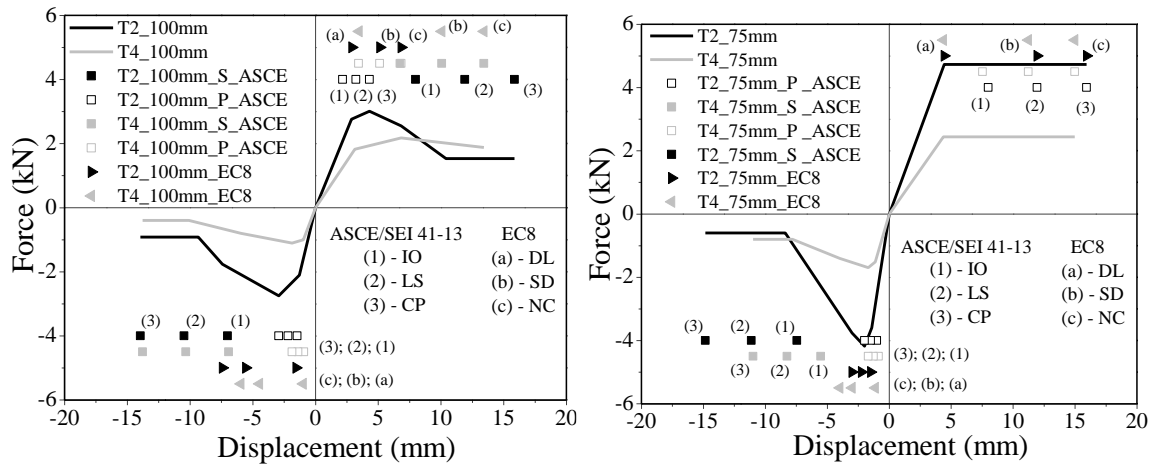 6
4
2
0
-2
-4
-6
Force (kN)
T2_100mm
T4_100mm
T2_100mm_S_ASCE
T2_100mm_P_ASCE
T4_100mm_S_ASCE
T4_100mm_P_ASCE
T2_100mm_EC8
T4_100mm_EC8
(a) (b) (c) (b) (c)
(1) (2) (3) (1) (2) (3)
ASCE/SEI 41-13 EC8
(1) - IO (a) - DL
(2) - LS (b) - SD
(3) - CP (c) - NC
(3) (2) (1)
(3); (2); (1)
(c); (b); (a)
-20 -15 -10 -5 0 5 10 15 20
Displacement (mm)
6
4
2
0
-2
-4
-6
Force (kN)
T2_75mm
T4_75mm
T2_75mm_P _ASCE
T4_75mm_S _ASCE
T4_75mm_P _ASCE
T2_75mm_S _ASCE
T2_75mm_EC8
T4_75mm_EC8
(a) (b) (c)
(1) (2) (3)
ASCE/SEI 41-13 EC8
(1) - IO (a) - DL
(2) - LS (b) - SD
(3) - CP (c) - NC
(3) (2) (1)
(3) (2) (1)
(3); (2); (1)
(c); (b); (a)
-20 -15 -10 -5 0 5 10 15 20
Displacement (mm)